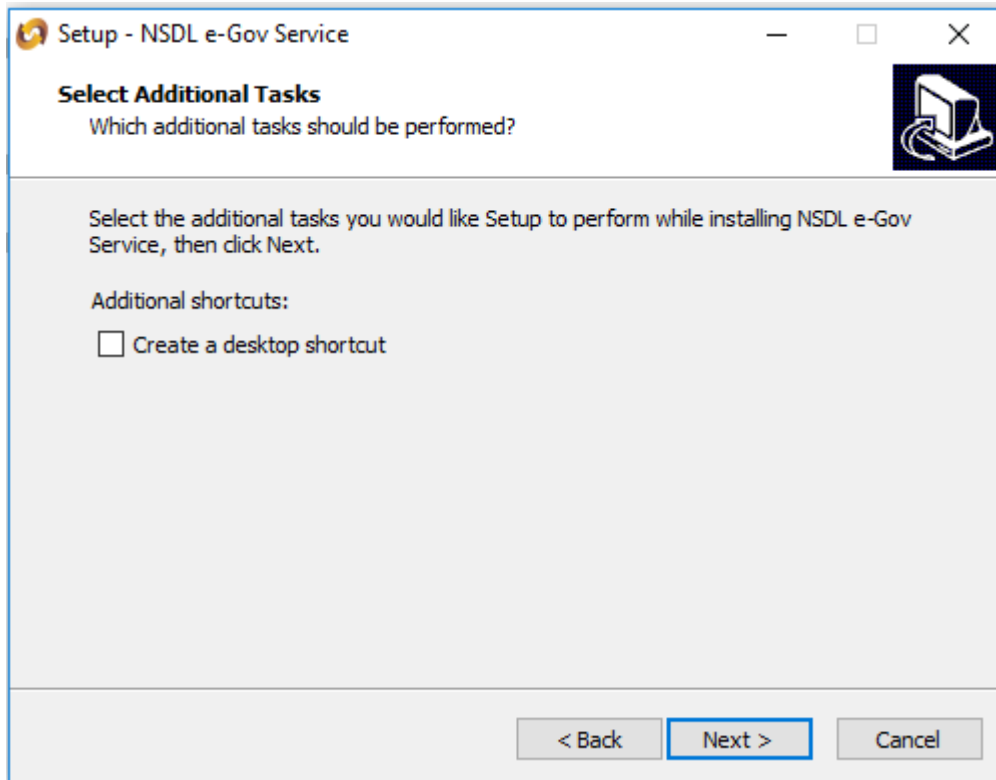 Setup - NSDL e-Gov Service
Select Additional Tasks
Which additional tasks should be performed?
Select the additional tasks you would like Setup to perform while installing NSDL e-Gov
Service, then click Next.
Additional shortcuts:
Create a desktop shortcut
< Back
Next >
Cancel